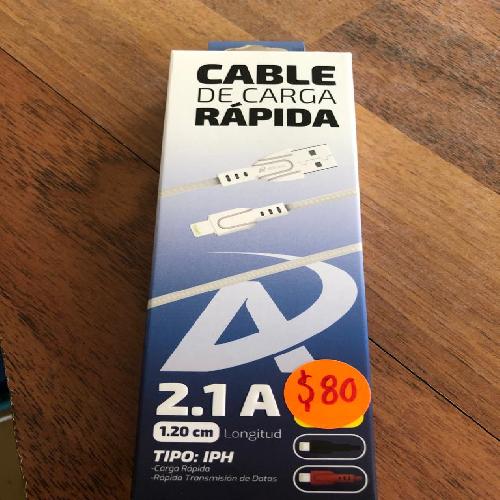 CABLE
DE CARGA
RÁPIDA
2.1 A
$80
1.20 cm Longitud
TIPO: IPH
-Carga Rápida
-Rápida Transmisión de Datos